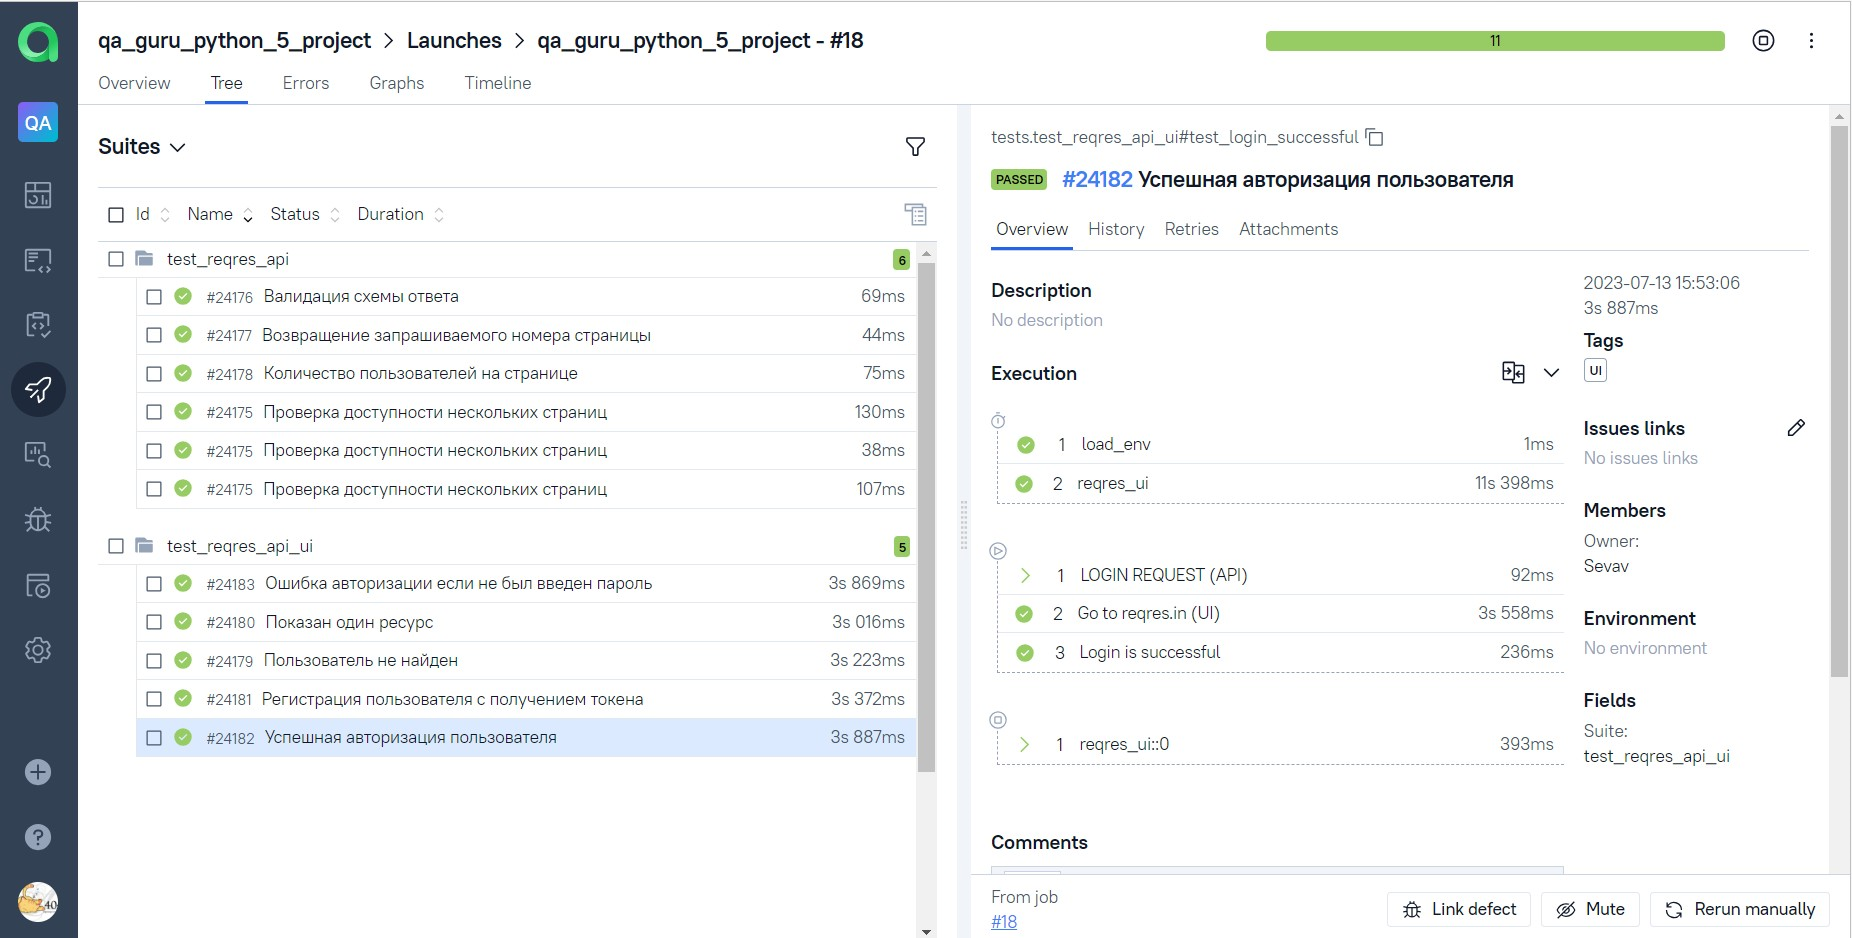 qa_guru_python_5_project > Launches > qa_guru_python_5_project - #18
11
Overview Tree Errors Graphs Timeline
QA
Suites
Id Name Status Duration
test_reqres_api 6
#24176 Валидация схемы ответа 69ms
#24177 Возвращение запрашиваемого номера страницы 44ms
#24178 Количество пользователей на странице 75ms
#24175 Проверка доступности нескольких страниц 130ms
#24175 Проверка доступности нескольких страниц 38ms
#24175 Проверка доступности нескольких страниц 107ms
test_reqres_api_ui 5
#24183 Ошибка авторизации если не был введен пароль 3s 869ms
#24180 Показан один ресурс 3s 016ms
#24179 Пользователь не найден 3s 223ms
#24181 Регистрация пользователя с получением токена 3s 372ms
#24182 Успешная авторизация пользователя 3s 887ms
tests.test_reqres_api_ui#test_login_successful
PASSED #24182 Успешная авторизация пользователя
Overview History Retries Attachments
Description
No description
Execution
1 load_env 1ms
2 reqres_ui 11s 398ms
1 LOGIN REQUEST (API) 92ms
2 Go to reqres.in (UI) 3s 558ms
3 Login is successful 236ms
1 reqres_ui::0 393ms
Comments
2023-07-13 15:53:06
3s 887ms
Tags
UI
Issues links
No issues links
Members
Owner:
Sevav
Environment
No environment
Fields
Suite:
test_reqres_api_ui
From job
#18
Link defect Mute Rerun manually
40